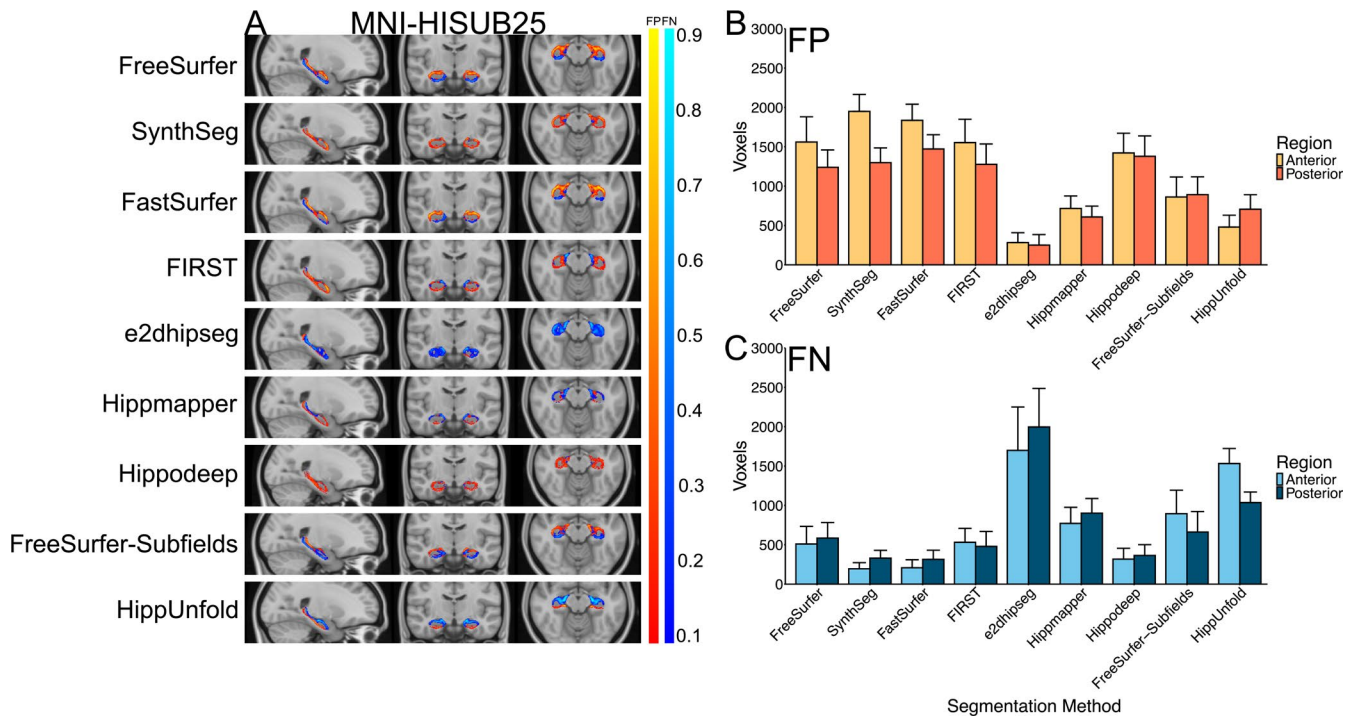 A
MNI-HISUB25
FP FN
FreeSurfer
SynthSeg
FastSurfer
FIRST
e2dhipseg
Hippmapper
Hippodeep
FreeSurfer-Subfields
HippUnfold
0.9
0.8
0.7
0.6
0.5
0.4
0.3
0.2
0.1
B
FP
Voxels
3000
2500
2000
1500
1000
500
0
FreeSurfer
SynthSeg
FastSurfer
FIRST
e2dhipseg
Hippmapper
Hippodeep
FreeSurfer-Subfields
HippUnfold
Region
Anterior
Posterior
C
FN
Voxels
3000
2500
2000
1500
1000
500
0
FreeSurfer
SynthSeg
FastSurfer
FIRST
e2dhipseg
Hippmapper
Hippodeep
FreeSurfer-Subfields
HippUnfold
Region
Anterior
Posterior
Segmentation Method